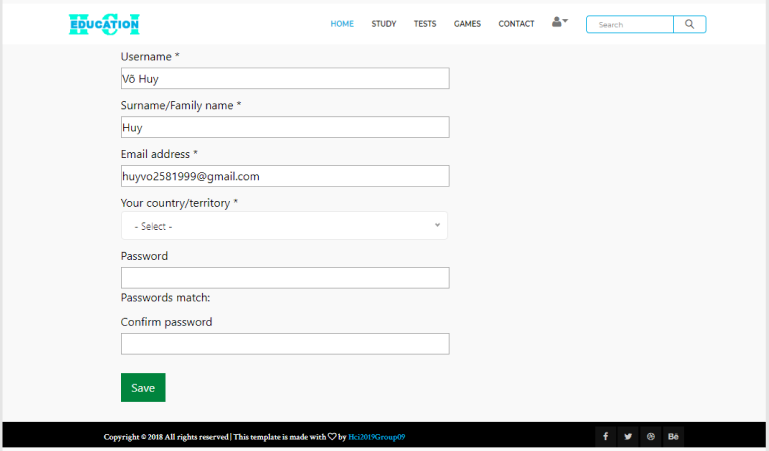 HCI
EDUCATION
HOME STUDY TESTS GAMES CONTACT Search
Username *
Võ Huy
Surname/Family name *
Huy
Email address *
huyvo2581999@gmail.com
Your country/territory *
- Select -
Password
Passwords match:
Confirm password
Save
Copyright © 2018 All rights reserved | This template is made with ♡ by Hci2019Group09